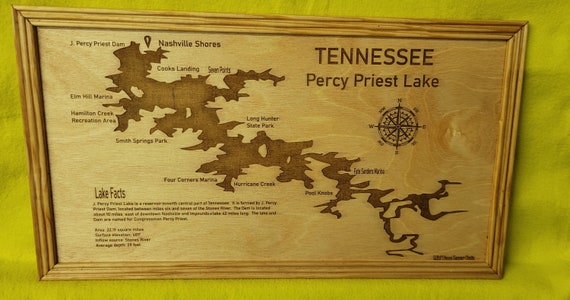 TENNESSEE
Percy Priest Lake
J. Percy Priest Dam
Nashville Shores
Cooks Landing
Seven Points
Elm Hill Marina
Hamilton Creek
Recreation Area
Long Hunter
State Park
Smith Springs Park
Four Corners Marina
Hurricane Creek
Fate Sanders Marina
Pool Knobs
N
W
E
S
Lake Facts
J. Percy Priest Lake is a reservoir in north central part of Tennessee. It is formed by J. Percy
Priest Dam, located between miles six and seven of the Stones River. The Dam is located
about 10 miles east of downtown Nashville and impounds a lake 42 miles long. The lake and
Dam are named for Congressman Percy Priest.
Area: 22.19 square miles
Surface Elevation:
Inflow source: Stones River
Average depth: 29 feet